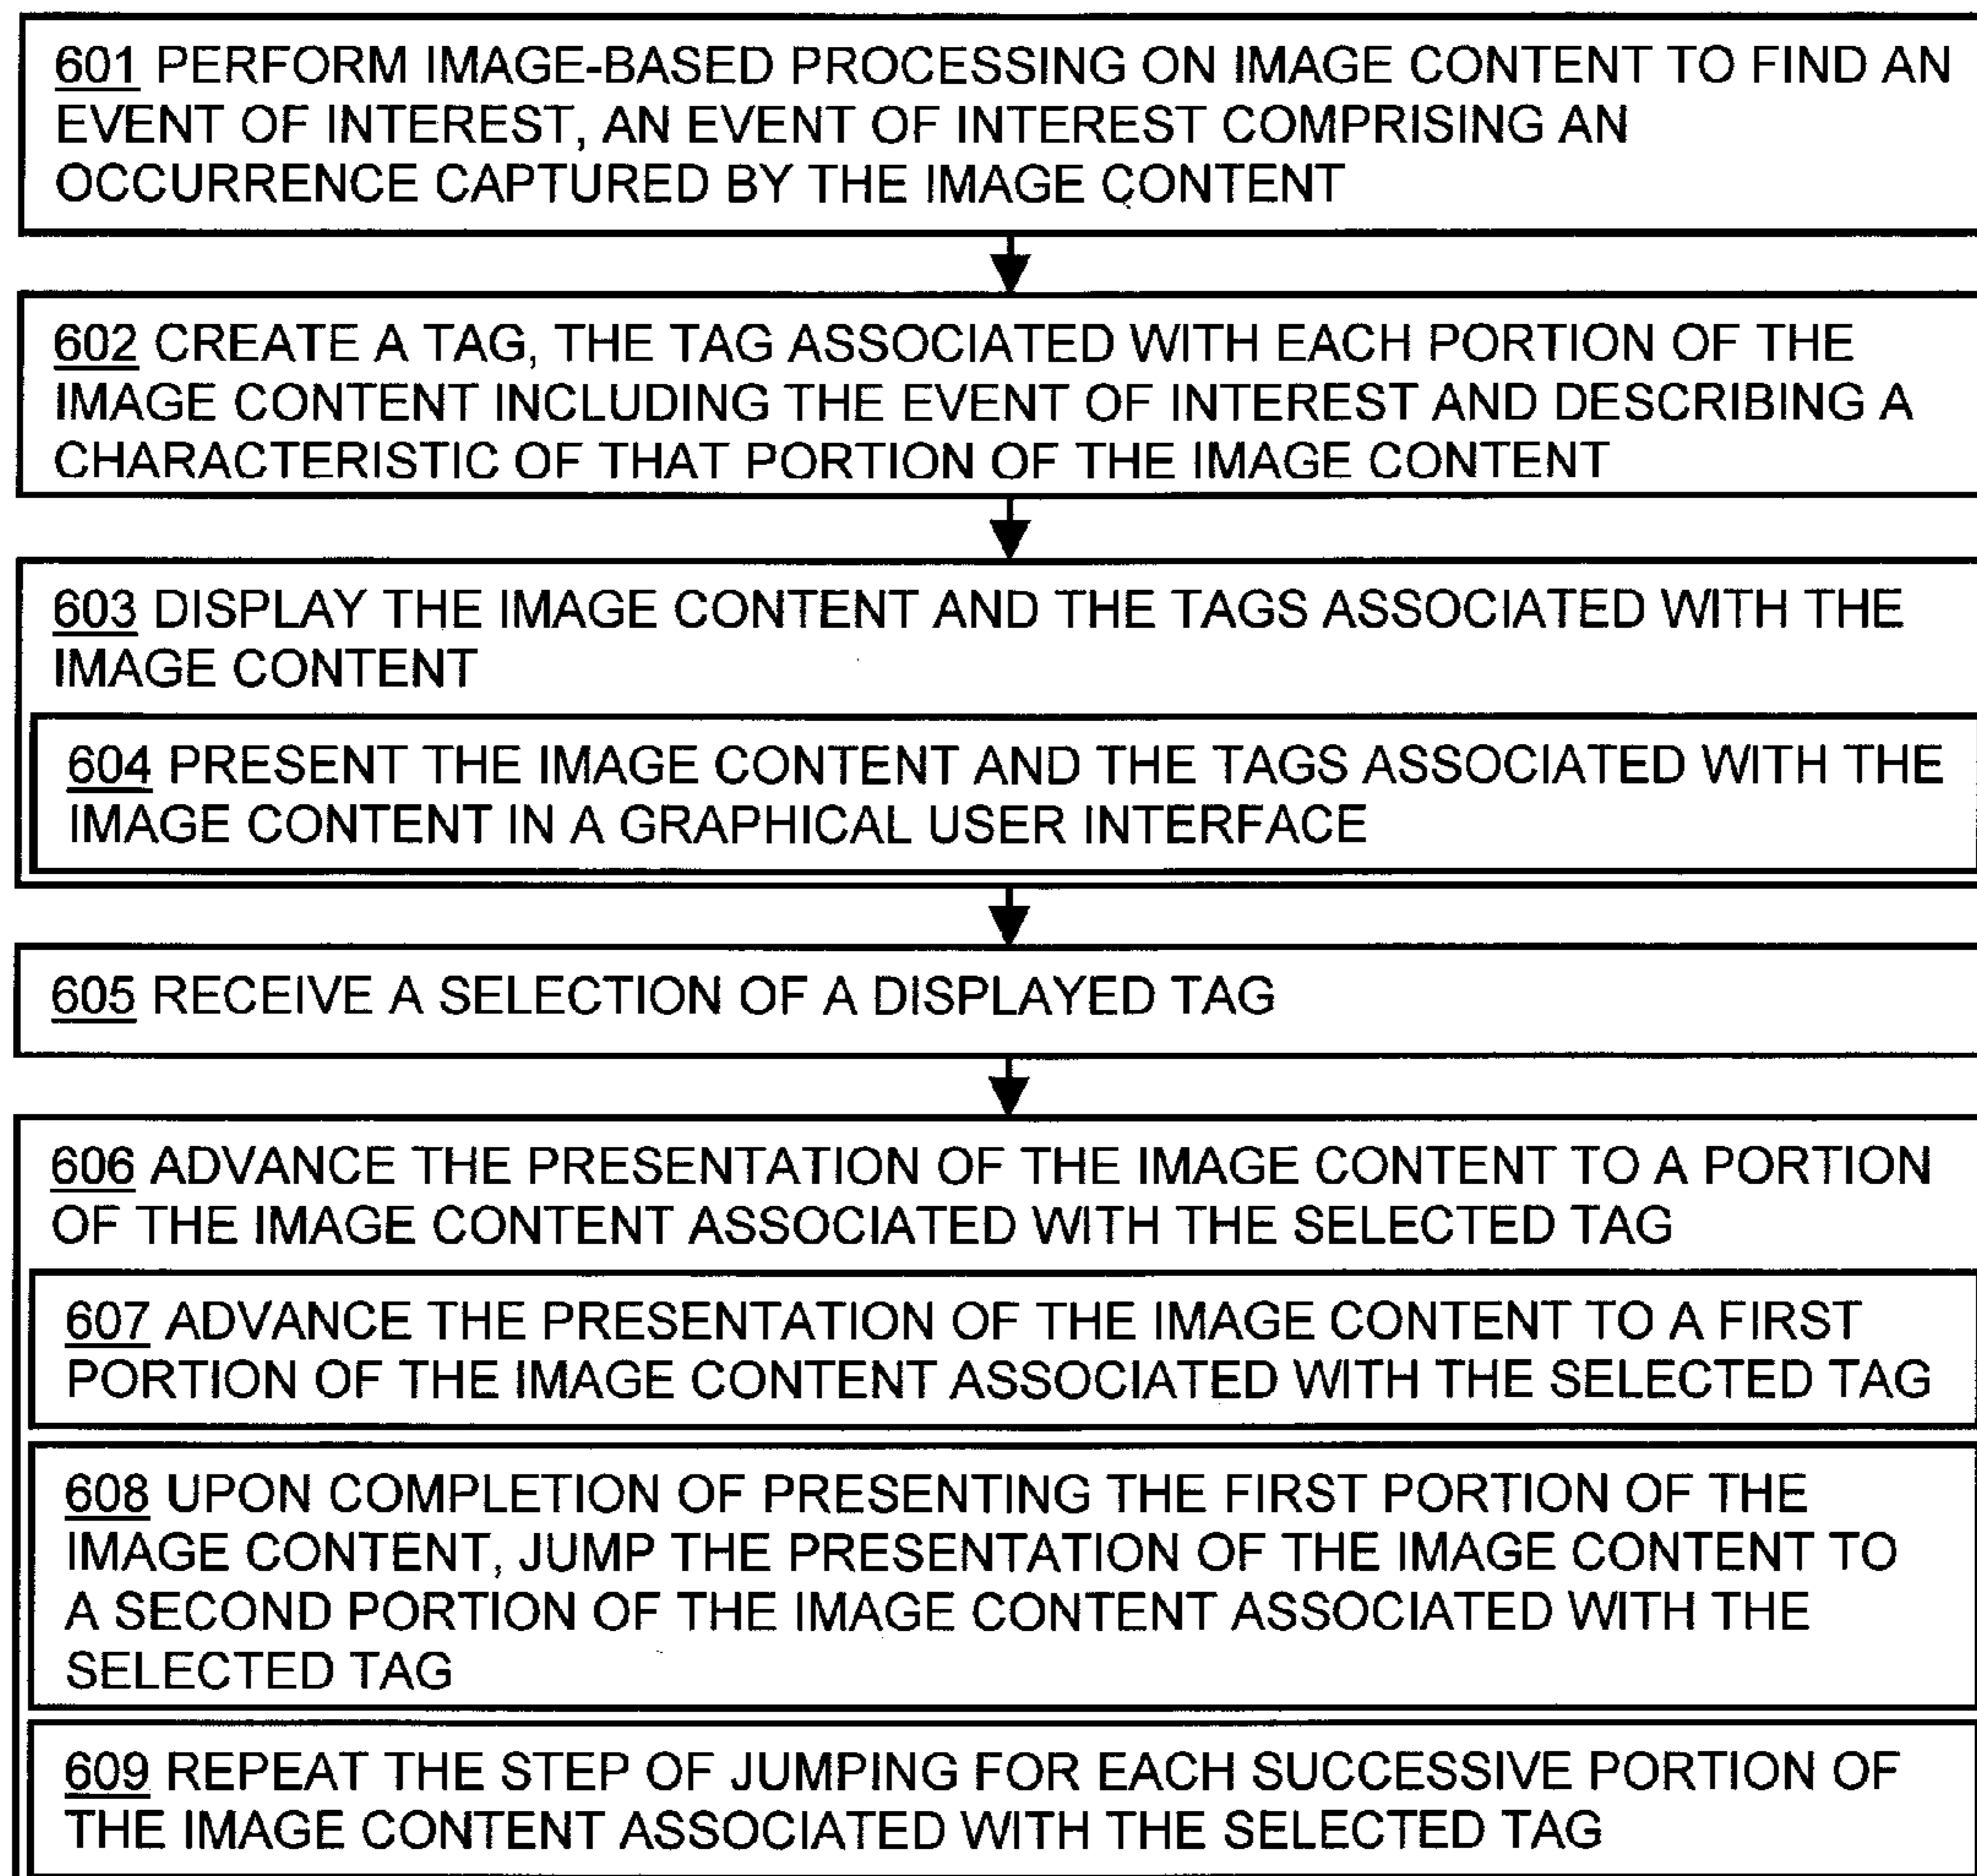 601 PERFORM IMAGE-BASED PROCESSING ON IMAGE CONTENT TO FIND AN
EVENT OF INTEREST, AN EVENT OF INTEREST COMPRISING AN
OCCURRENCE CAPTURED BY THE IMAGE CONTENT
602 CREATE A TAG, THE TAG ASSOCIATED WITH EACH PORTION OF THE
IMAGE CONTENT INCLUDING THE EVENT OF INTEREST AND DESCRIBING A
CHARACTERISTIC OF THAT PORTION OF THE IMAGE CONTENT
603 DISPLAY THE IMAGE CONTENT AND THE TAGS ASSOCIATED WITH THE
IMAGE CONTENT
604 PRESENT THE IMAGE CONTENT AND THE TAGS ASSOCIATED WITH THE
IMAGE CONTENT IN A GRAPHICAL USER INTERFACE
605 RECEIVE A SELECTION OF A DISPLAYED TAG
606 ADVANCE THE PRESENTATION OF THE IMAGE CONTENT TO A PORTION
OF THE IMAGE CONTENT ASSOCIATED WITH THE SELECTED TAG
607 ADVANCE THE PRESENTATION OF THE IMAGE CONTENT TO A FIRST
PORTION OF THE IMAGE CONTENT ASSOCIATED WITH THE SELECTED TAG
608 UPON COMPLETION OF PRESENTING THE FIRST PORTION OF THE
IMAGE CONTENT, JUMP THE PRESENTATION OF THE IMAGE CONTENT TO
A SECOND PORTION OF THE IMAGE CONTENT ASSOCIATED WITH THE
SELECTED TAG
609 REPEAT THE STEP OF JUMPING FOR EACH SUCCESSIVE PORTION OF
THE IMAGE CONTENT ASSOCIATED WITH THE SELECTED TAG